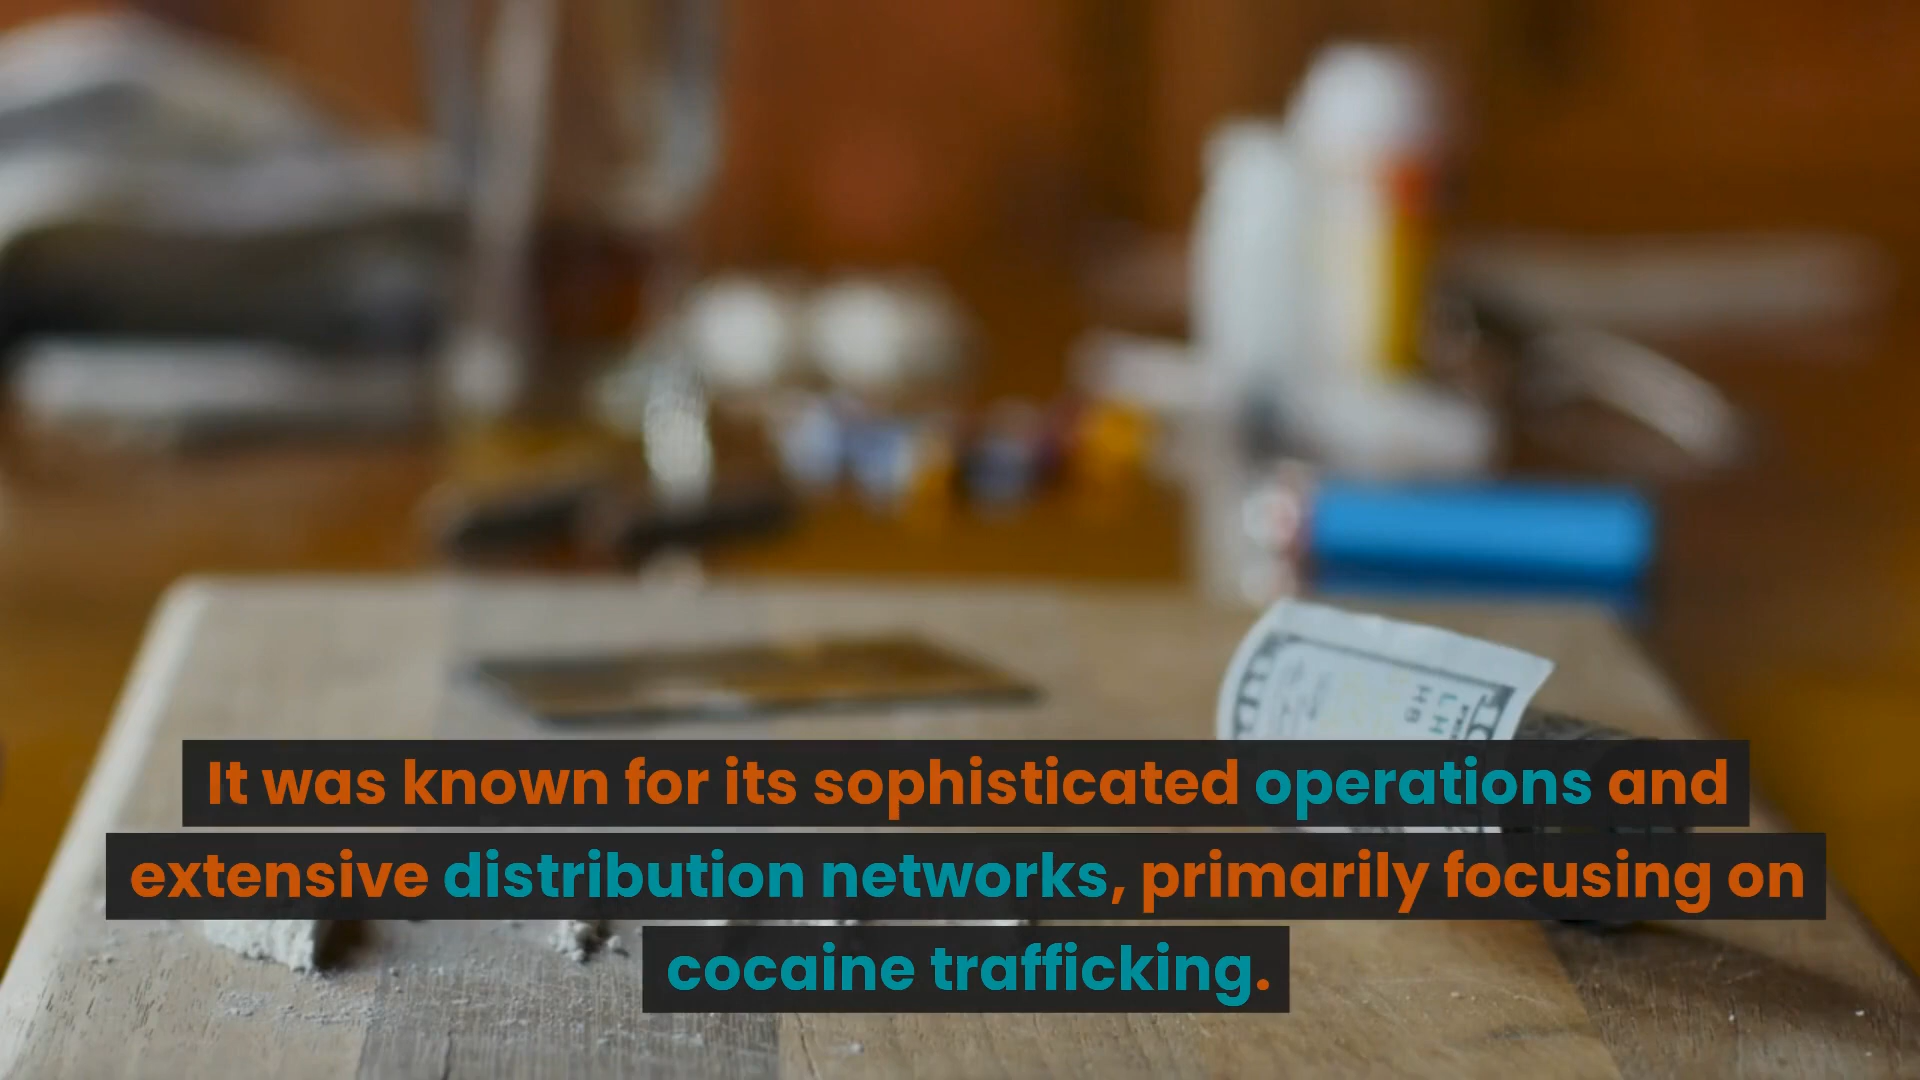 It was known for its sophisticated operations and
extensive distribution networks, primarily focusing on
cocaine trafficking.